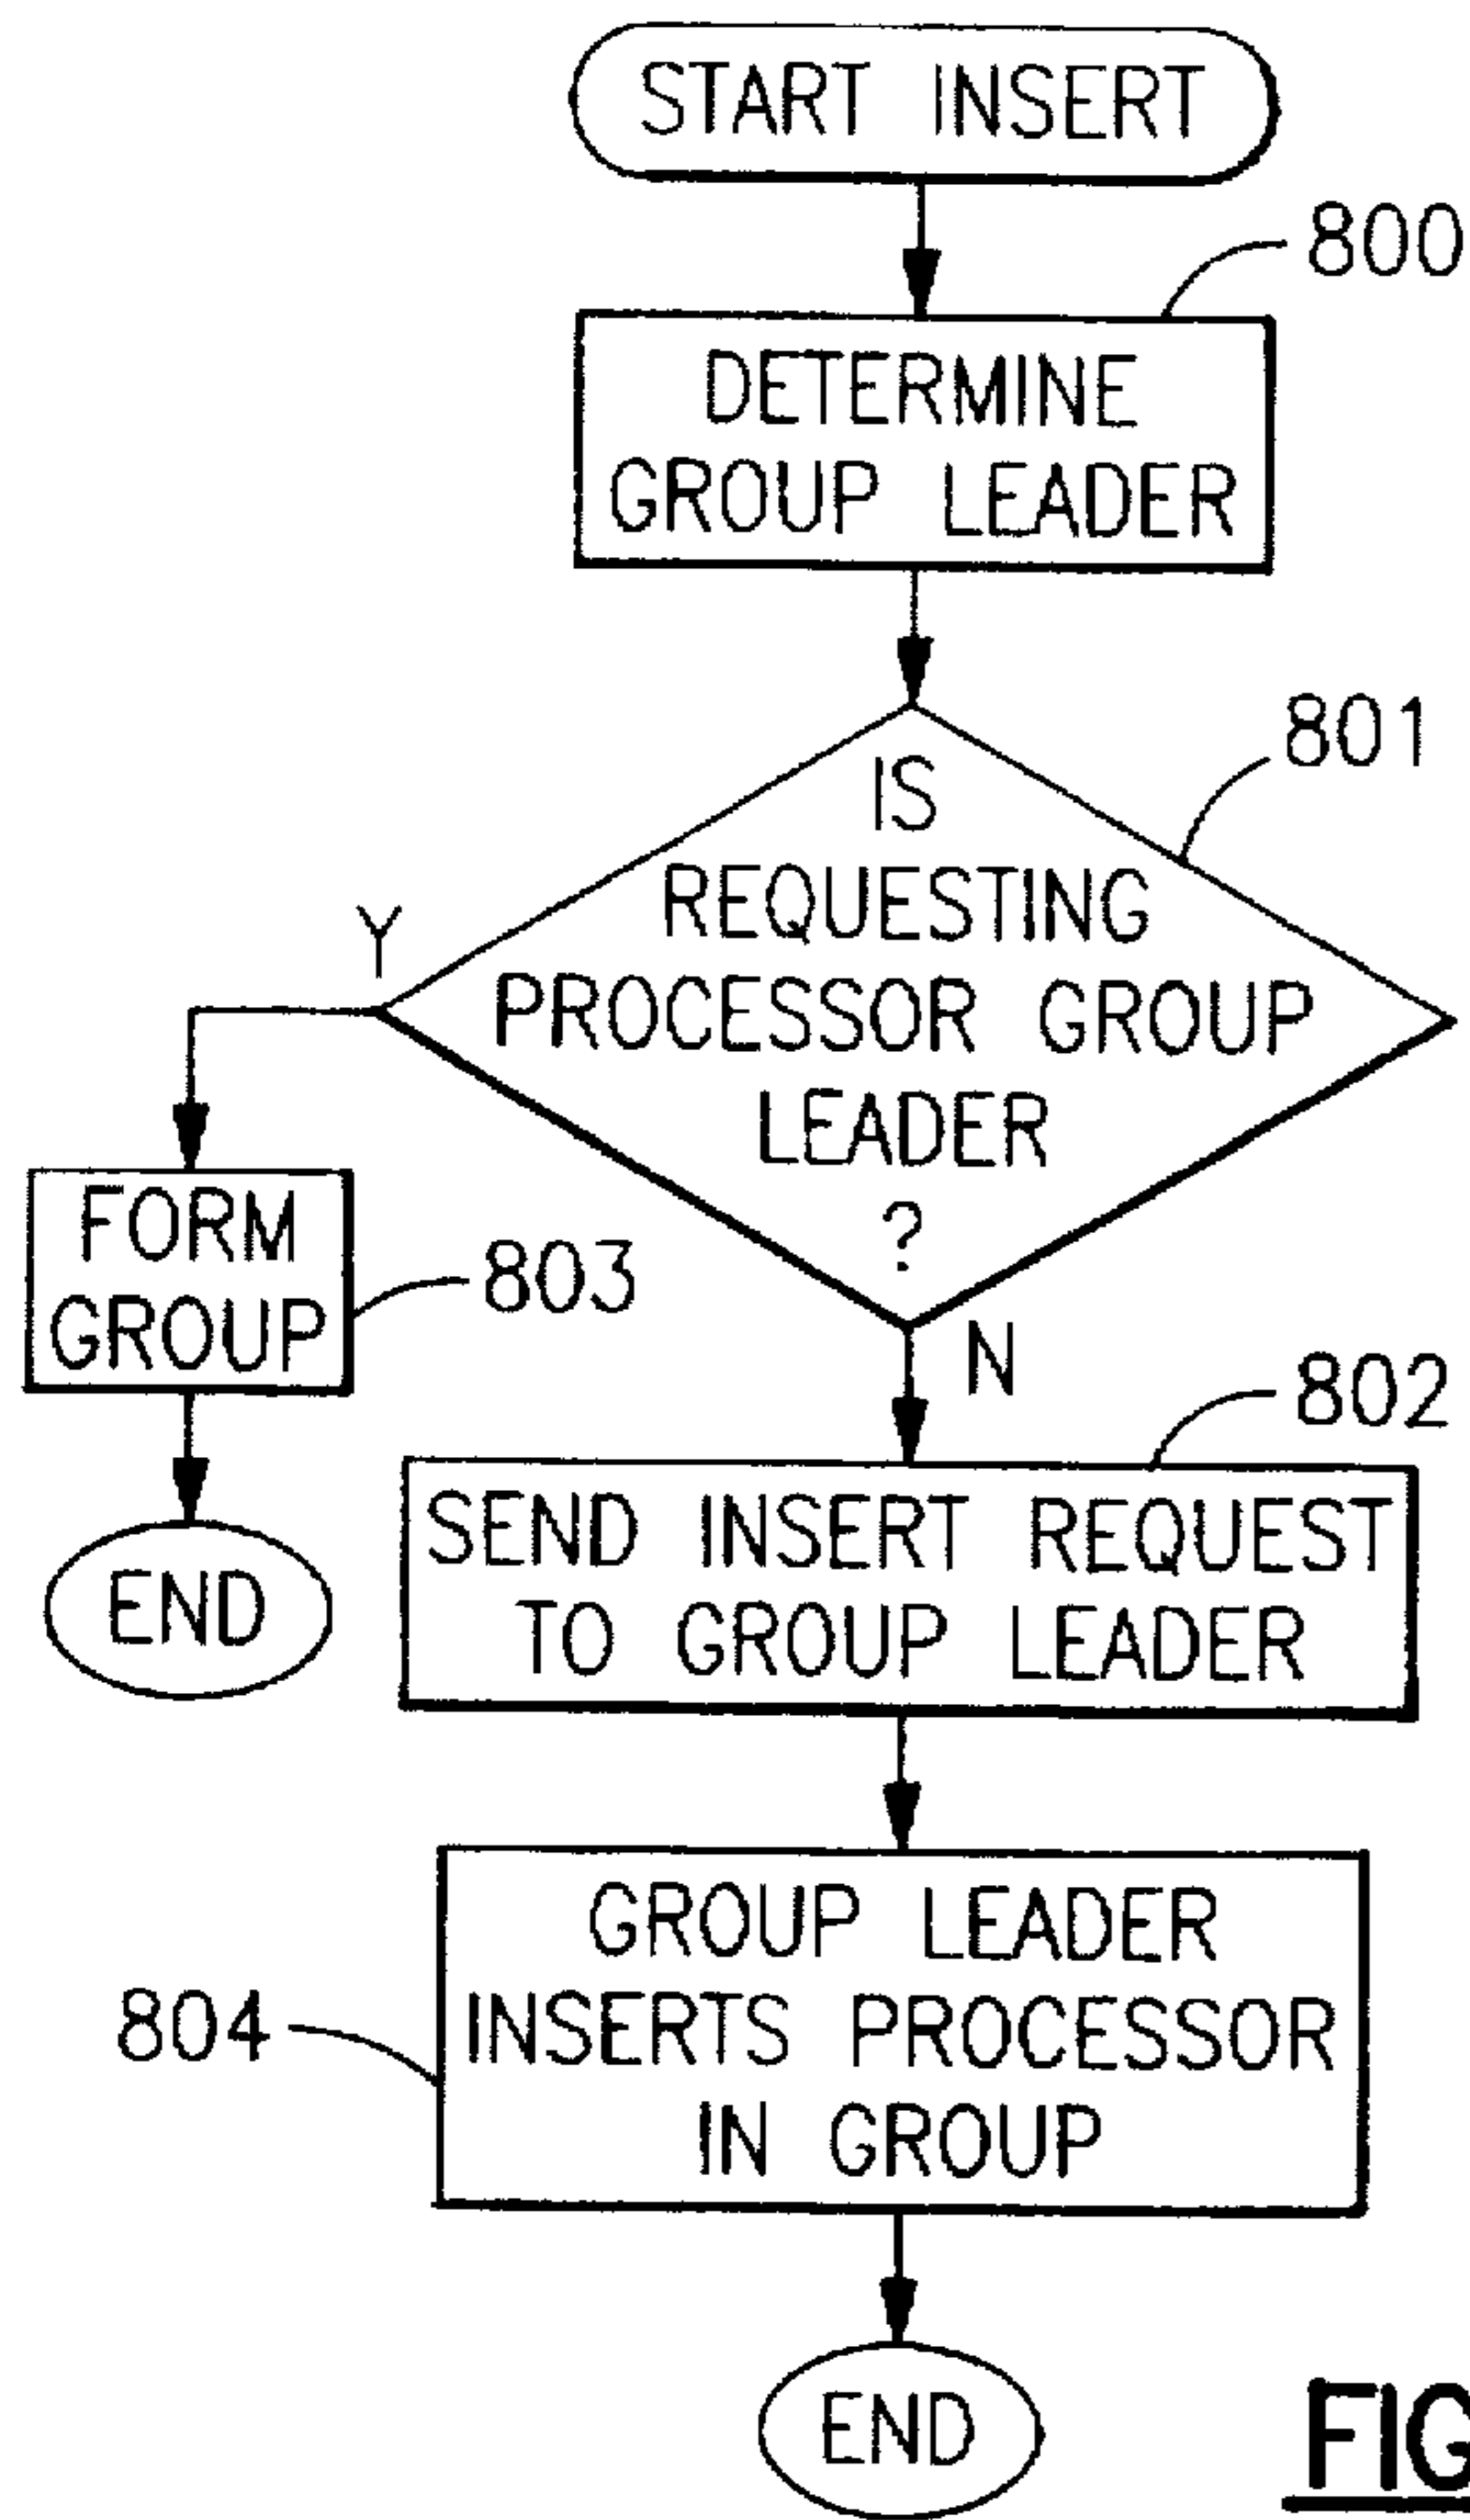 START INSERT
800
DETERMINE
GROUP LEADER
801
IS
REQUESTING
PROCESSOR GROUP
LEADER
?
Y
N
FORM
GROUP
803
END
802
SEND INSERT REQUEST
TO GROUP LEADER
804
GROUP LEADER
INSERTS PROCESSOR
IN GROUP
END
FIG